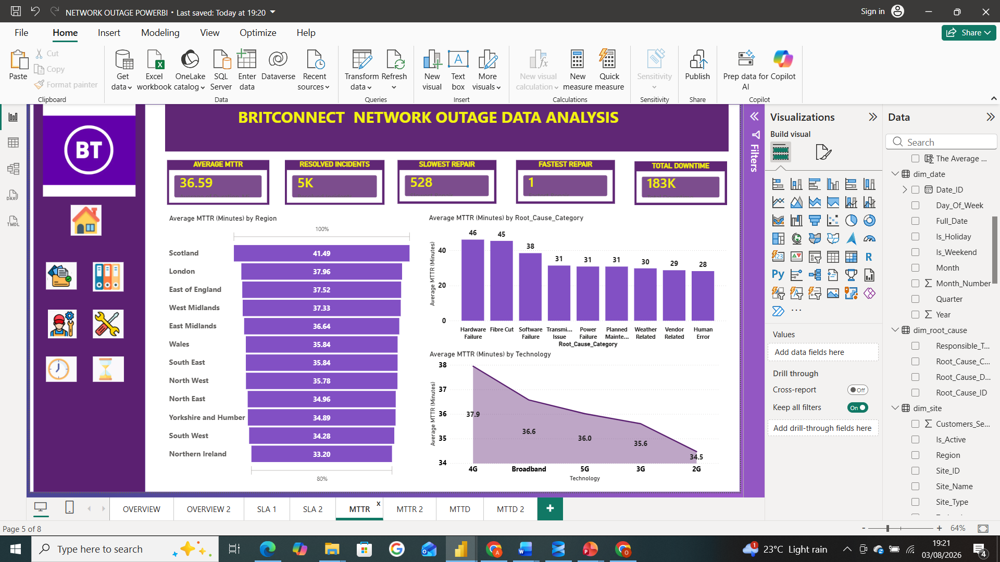 NETWORK OUTAGE POWERBI • Last saved: Today at 19:20
Sign in
File Home Insert Modeling View Optimize Help
Share
Paste
Cut
Copy
Format painter
Clipboard
Get data
Excel workbook
OneLake catalog
SQL Server
Enter data
Dataverse
Recent sources
Data
Transform data
Refresh
Queries
New visual
Text box
More visuals
Insert
New visual calculation
New measure
Quick measure
Calculations
Sensitivity
Sensitivity
Publish
Share
Prep data for AI
Copilot
Copilot
BT
BRITCONNECT NETWORK OUTAGE DATA ANALYSIS
AVERAGE MTTR
36.59
RESOLVED INCIDENTS
5K
SLOWEST REPAIR
528
FASTEST REPAIR
1
TOTAL DOWNTIME
183K
Average MTTR (Minutes) by Region
100%
Scotland 41.49
London 37.96
East of England 37.52
West Midlands 37.33
East Midlands 36.64
Wales 35.84
South East 35.84
North West 35.78
North East 34.96
Yorkshire and Humber 34.89
South West 34.28
Northern Ireland 33.20
80%
Average MTTR (Minutes) by Root_Cause_Category
Average MTTR (Minutes)
40
20
0
46 45 38 31 31 31 30 29 28
Hardware Failure
Fibre Cut
Software Failure
Transmi... Issue
Power Failure
Planned Mainte...
Weather Related
Vendor Related
Human Error
Root_Cause_Category
Average MTTR (Minutes) by Technology
Average MTTR (Minutes)
38
37
36
35
34
37.9 36.6 36.0 35.6 34.5
4G Broadband 5G 3G 2G
Technology
Filters
Visualizations
Build visual
123
R
Py
Values
Add data fields here
Drill through
Cross-report Off
Keep all filters On
Add drill-through fields here
Data
Search
The Average ...
dim_date
Date_ID
Day_Of_Week
Full_Date
Is_Holiday
Is_Weekend
Month
Month_Number
Quarter
Year
dim_root_cause
Responsible_T...
Root_Cause_C...
Root_Cause_D...
Root_Cause_ID
dim_site
Customers_Se...
Is_Active
Region
Site_ID
Site_Name
Site_Type
DAX
TMDL
OVERVIEW OVERVIEW 2 SLA 1 SLA 2 MTTR x MTTR 2 MTTD MTTD 2 +
Page 5 of 8
- + 64%
Type here to search
1
23°C Light rain
19:21
03/08/2026
4